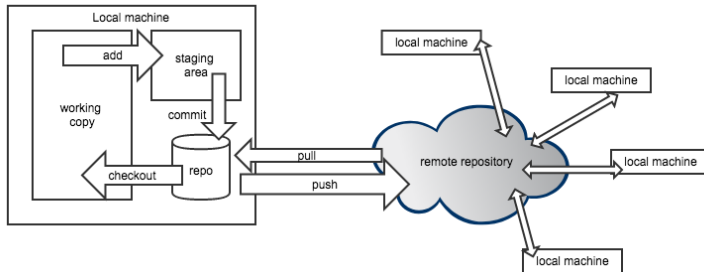 Local machine
add
staging
area
working
copy
commit
repo
checkout
pull
push
remote repository
local machine
local machine
local machine
local machine